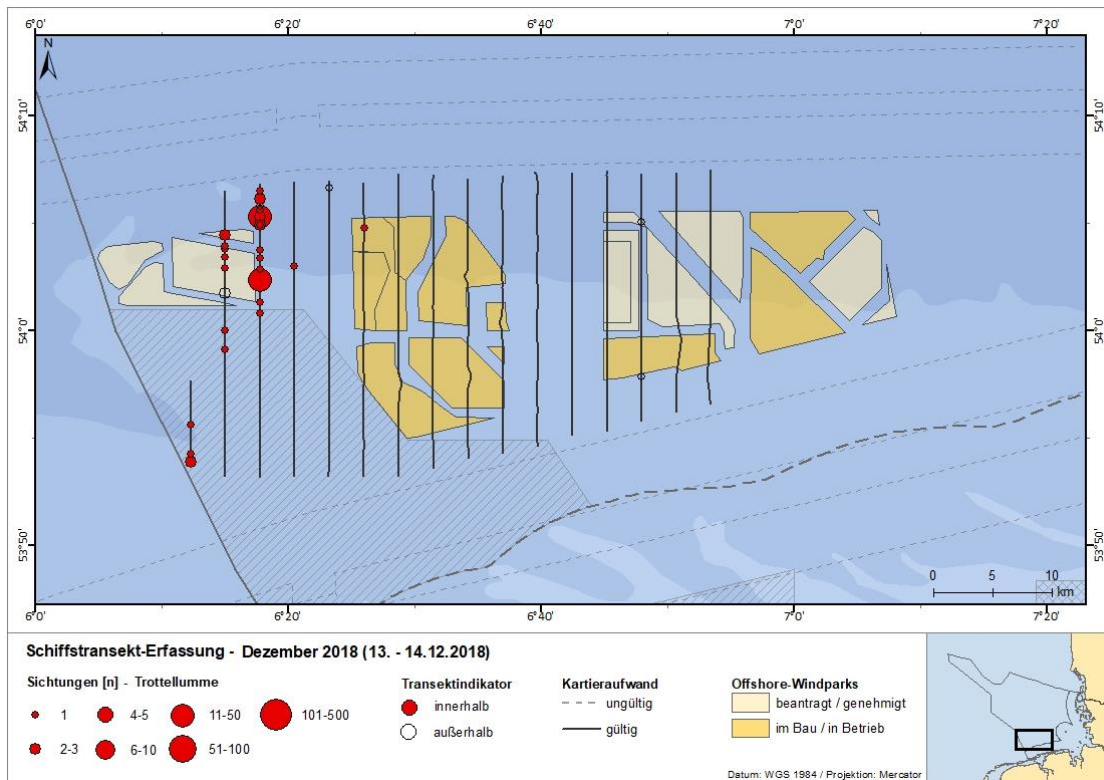 6°0' 6°20' 6°40' 7°0' 7°20'
N
54°10' 54°10'
54°0' 54°0'
53°50' 53°50'
0 5 10
km
6°0' 6°20' 6°40' 7°0' 7°20'
Schiffstransekt-Erfassung - Dezember 2018 (13. - 14.12.2018)
Sichtungen [n] - Trottellumme
1 4-5 11-50 101-500
2-3 6-10 51-100
Transektindikator
innerhalb
außerhalb
Kartieraufwand
ungültig
gültig
Offshore-Windparks
beantragt / genehmigt
im Bau / in Betrieb
Datum: WGS 1984 / Projektion: Mercator